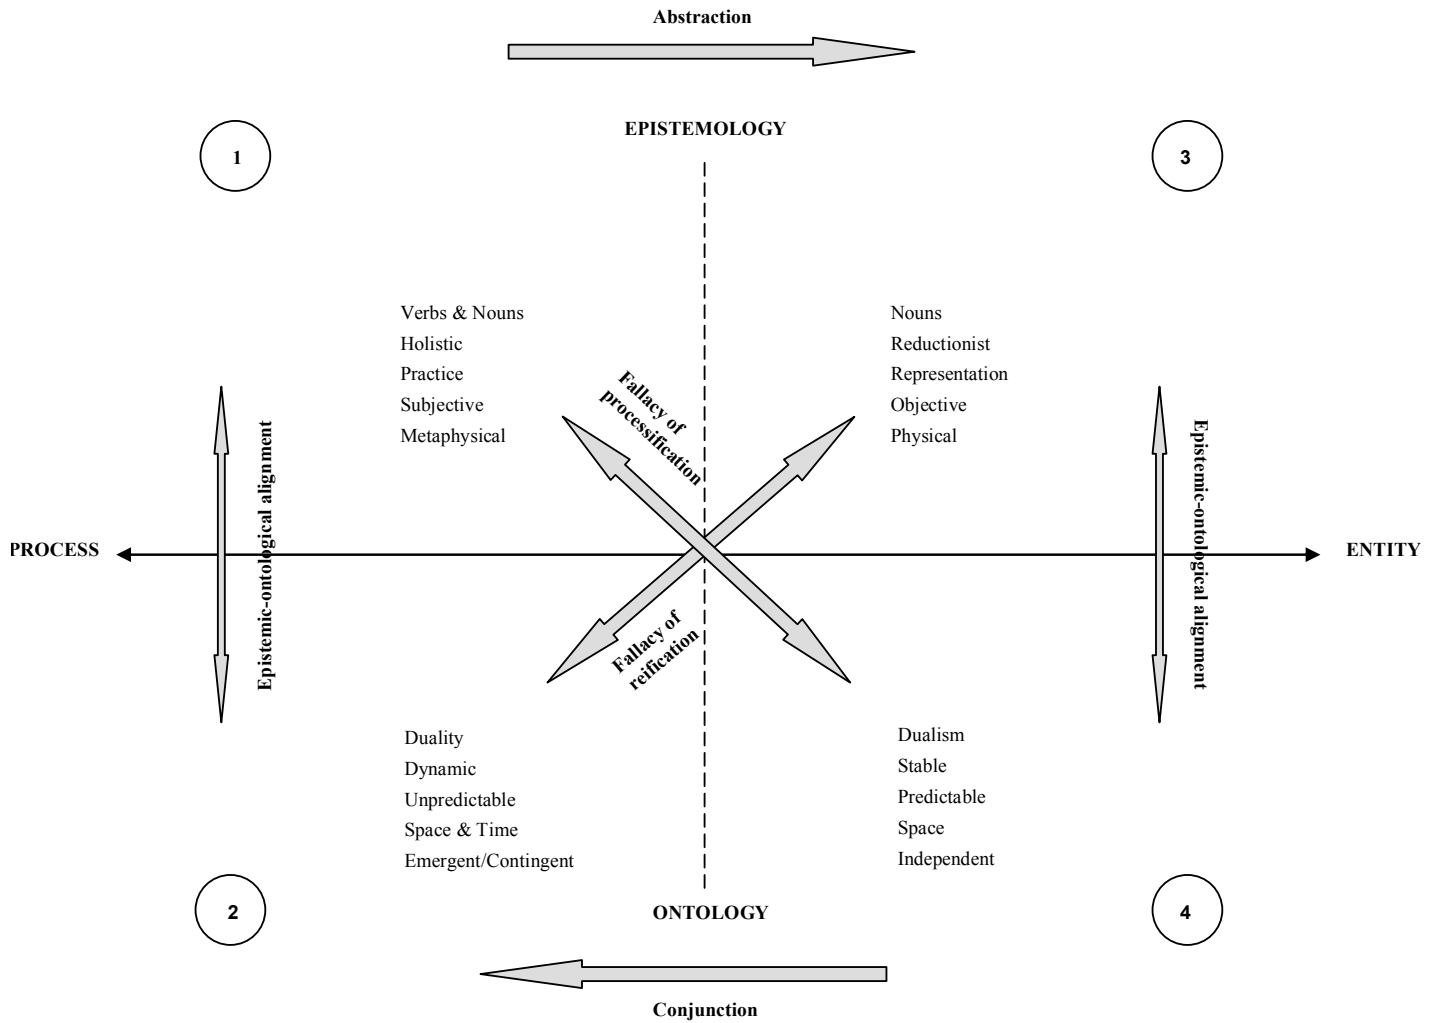 Abstraction
EPISTEMOLOGY
1
3
Verbs & Nouns
Holistic
Practice
Subjective
Metaphysical
Nouns
Reductionist
Representation
Objective
Physical
Fallacy of
processification
Epistemic-ontological alignment
Epistemic-ontological alignment
PROCESS
ENTITY
Fallacy of
reification
Duality
Dynamic
Unpredictable
Space & Time
Emergent/Contingent
Dualism
Stable
Predictable
Space
Independent
2
4
ONTOLOGY
Conjunction